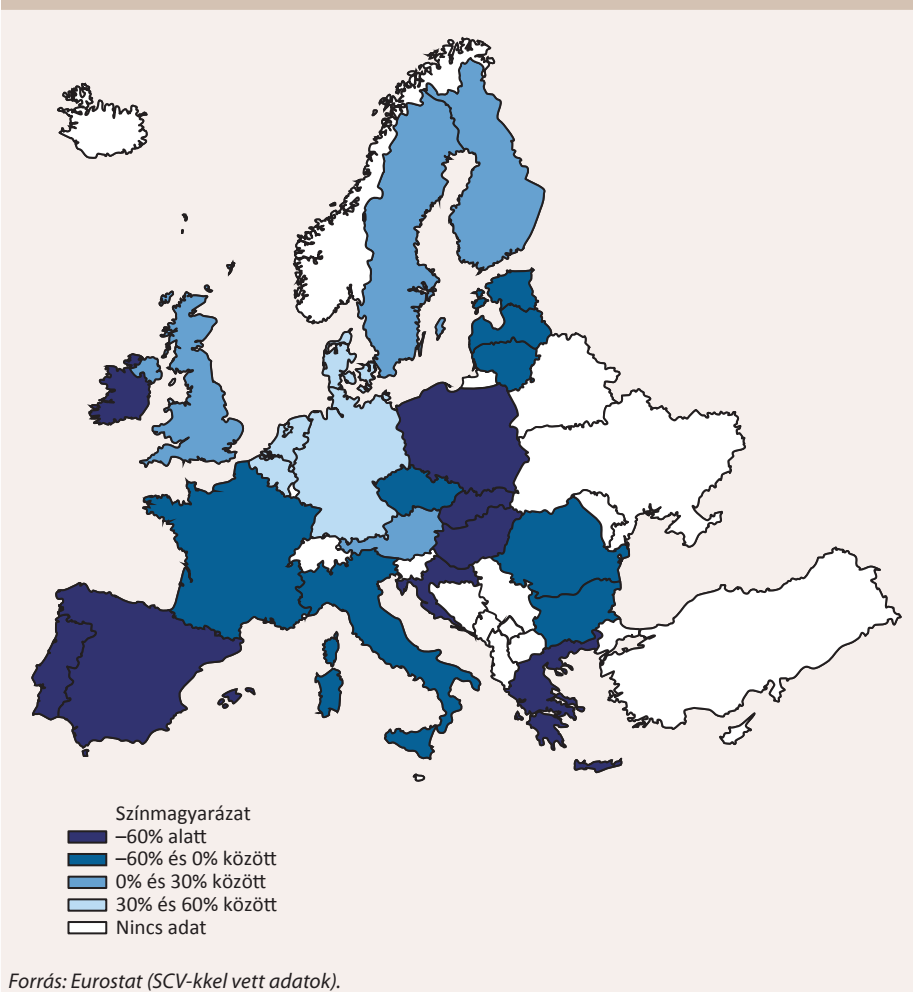 Színmagyarázat
–60% alatt
–60% és 0% között
0% és 30% között
30% és 60% között
Nincs adat
Forrás: Eurostat (SCV-kkel vett adatok).